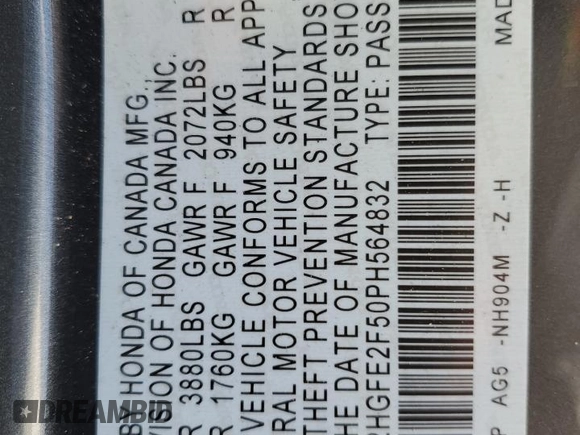 BY HONDA OF CANADA MFG.,
ION OF HONDA CANADA INC.
R 3880LBS GAWR F 2072LBS R
R 1760KG GAWR F 940KG R
VEHICLE CONFORMS TO ALL APP
RAL MOTOR VEHICLE SAFETY
THEFT PREVENTION STANDARDS
HE DATE OF MANUFACTURE SHO
HGFE2F50PH564832 TYPE: PASS
P AG5 -NH904M -Z -H MAD
DREAMBID